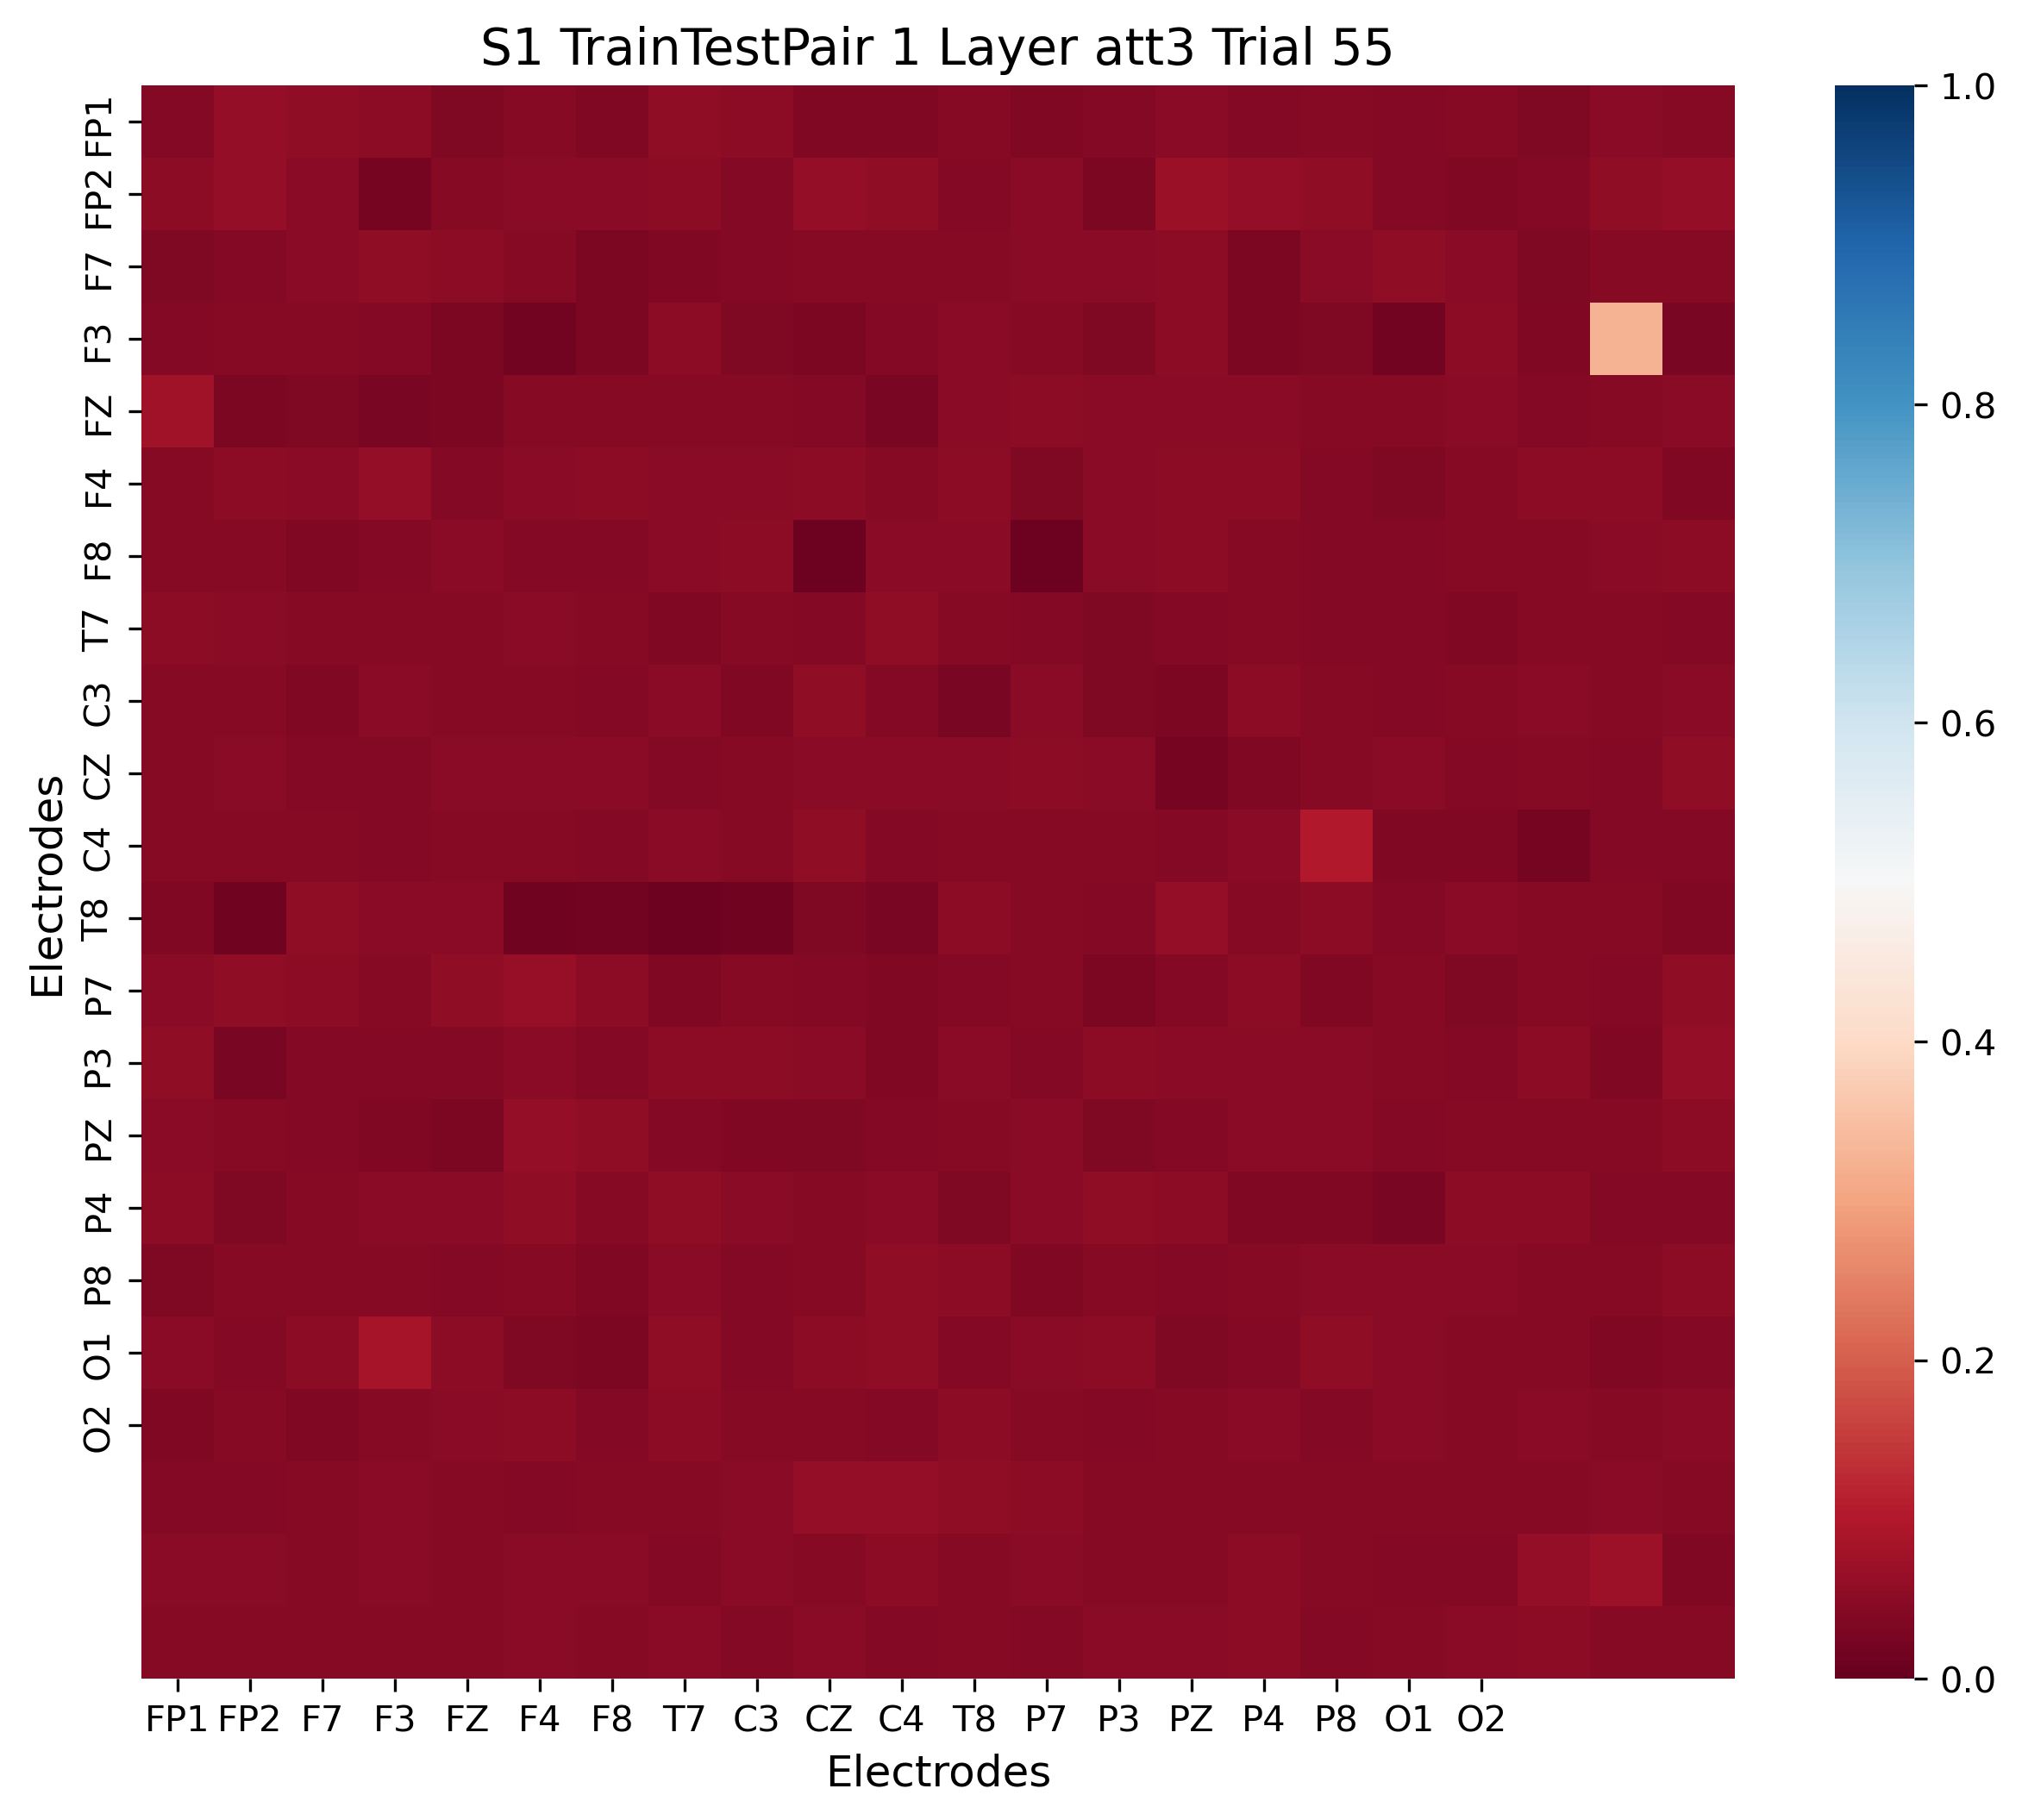 S1 TrainTestPair 1 Layer att3 Trial 55
FP1
FP2
F7
F3
FZ
F4
F8
T7
C3
CZ
C4
T8
P7
P3
PZ
P4
P8
O1
O2
Electrodes
FP1 FP2 F7 F3 FZ F4 F8 T7 C3 CZ C4 T8 P7 P3 PZ P4 P8 O1 O2
Electrodes
1.0
0.8
0.6
0.4
0.2
0.0